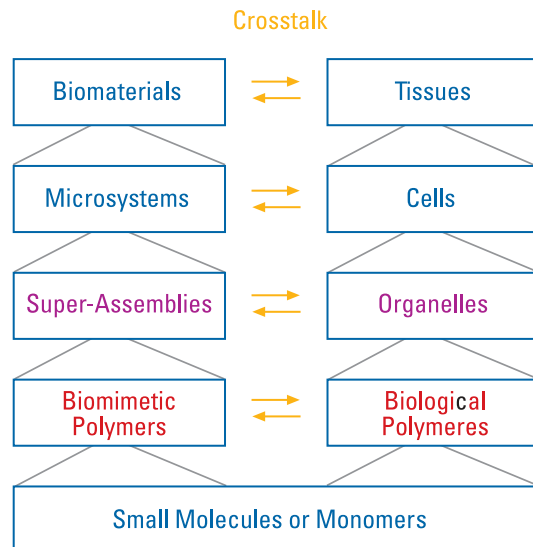 Crosstalk
Biomaterials
Tissues
Microsystems
Cells
Super-Assemblies
Organelles
Biomimetic
Polymers
Biological
Polymeres
Small Molecules or Monomers